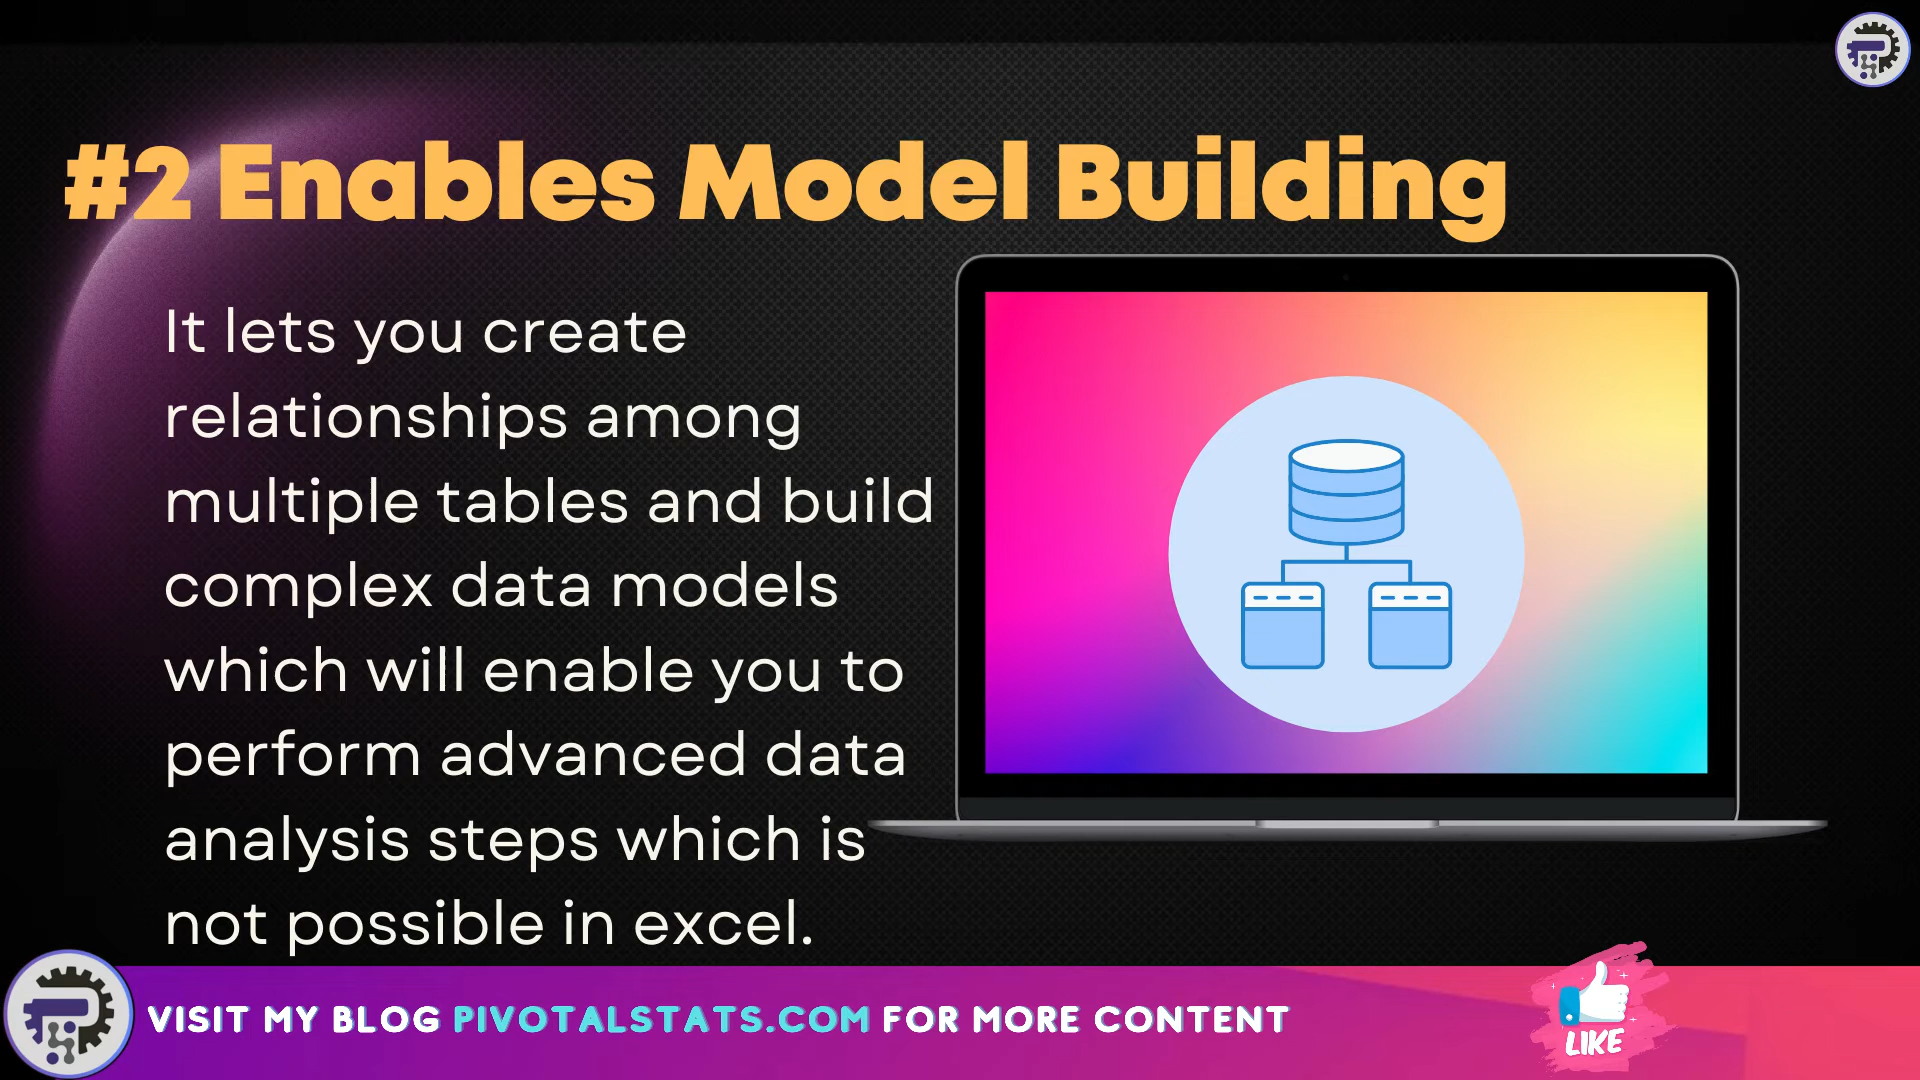 #2 Enables Model Building
It lets you create
relationships among
multiple tables and build
complex data models
which will enable you to
perform advanced data
analysis steps which is
not possible in excel.
VISIT MY BLOG PIVOTALSTATS.COM FOR MORE CONTENT
LIKE